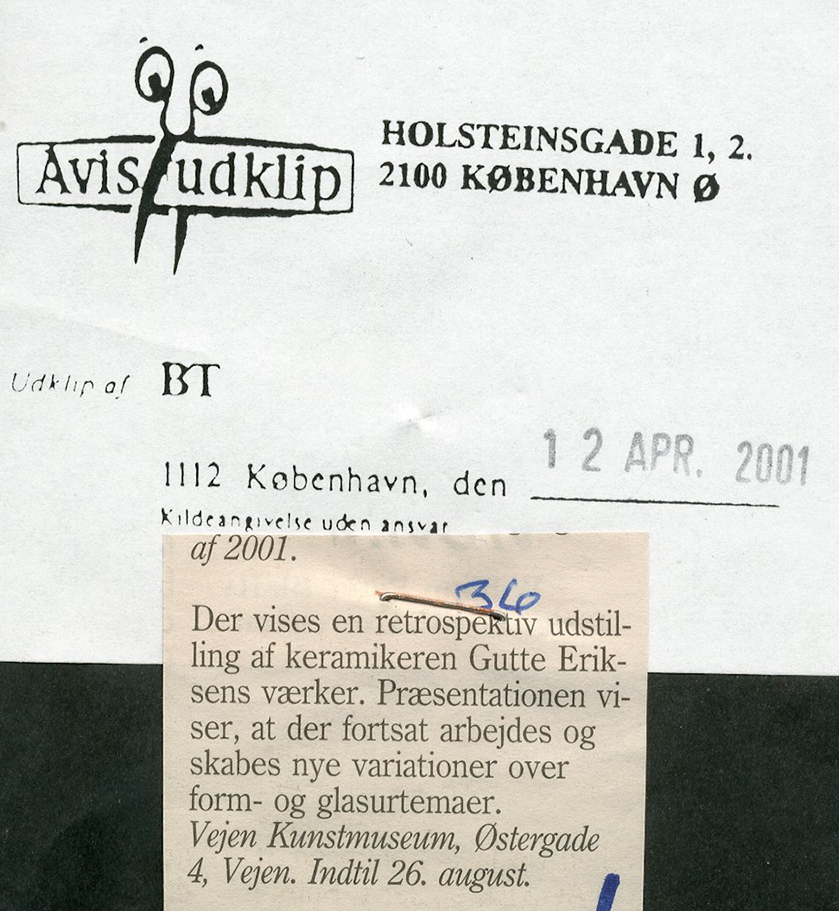 Avis/udklip
HOLSTEINSGADE 1, 2.
2100 KØBENHAVN Ø
Udklip af BT
12 APR. 2001
1112 København, den
Kildeangivelse uden ansvar
af 2001.
36
Der vises en retrospektiv udstil-
ling af keramikeren Gutte Erik-
sens værker. Præsentationen vi-
ser, at der fortsat arbejdes og
skabes nye variationer over
form- og glasurtemaer.
Vejen Kunstmuseum, Østergade
4, Vejen. Indtil 26. august.